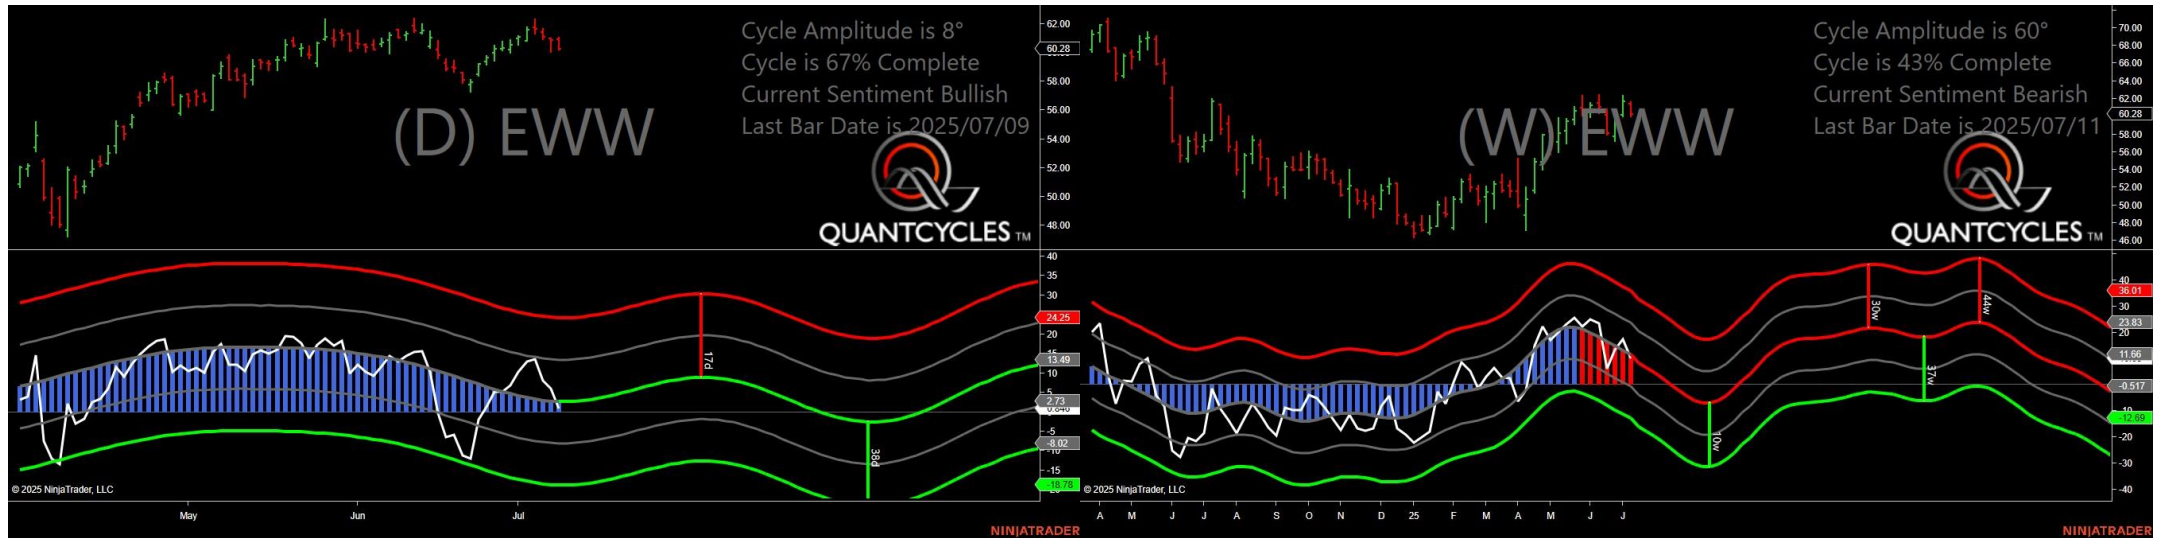 Cycle Amplitude is 8°
Cycle is 67% Complete
Current Sentiment Bullish
Last Bar Date is 2025/07/09
(D) EWW
QUANTCYCLES TM
62.00
60.28
58.00
56.00
54.00
52.00
50.00
48.00
40
35
30
24.25
20
13.49
10
5
2.73
0.846
-5
-8.02
-10
-15
-18.78
17d
38d
© 2025 NinjaTrader, LLC
May Jun Jul
NINJATRADER
Cycle Amplitude is 60°
Cycle is 43% Complete
Current Sentiment Bearish
Last Bar Date is 2025/07/11
(W) EWW
QUANTCYCLES TM
70.00
68.00
66.00
64.00
62.00
60.28
58.00
56.00
54.00
52.00
50.00
48.00
46.00
40
36.01
30
23.83
20
11.66
-0.517
-12.69
-20
-30
-40
30w
44w
37w
10w
© 2025 NinjaTrader, LLC
A M J J A S O N D 25 F M A M J J
NINJATRADER